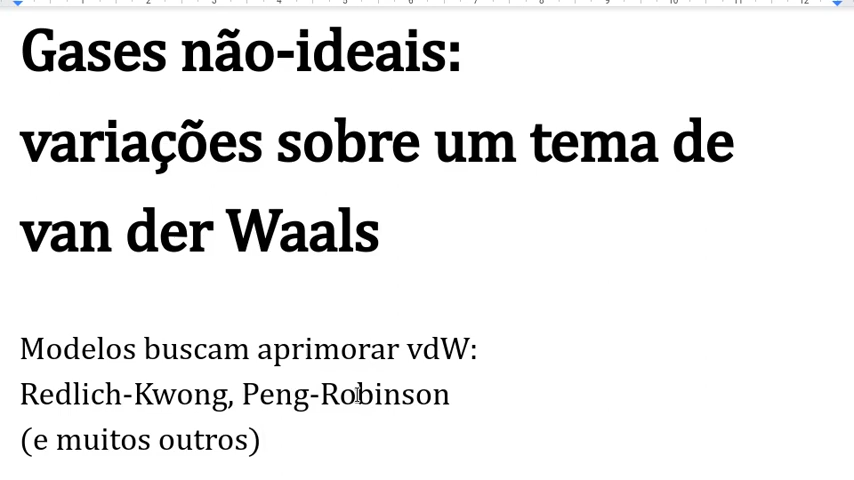 Gases não-ideais:
variações sobre um tema de
van der Waals
Modelos buscam aprimorar vdW:
Redlich-Kwong, Peng-Robinson
(e muitos outros)